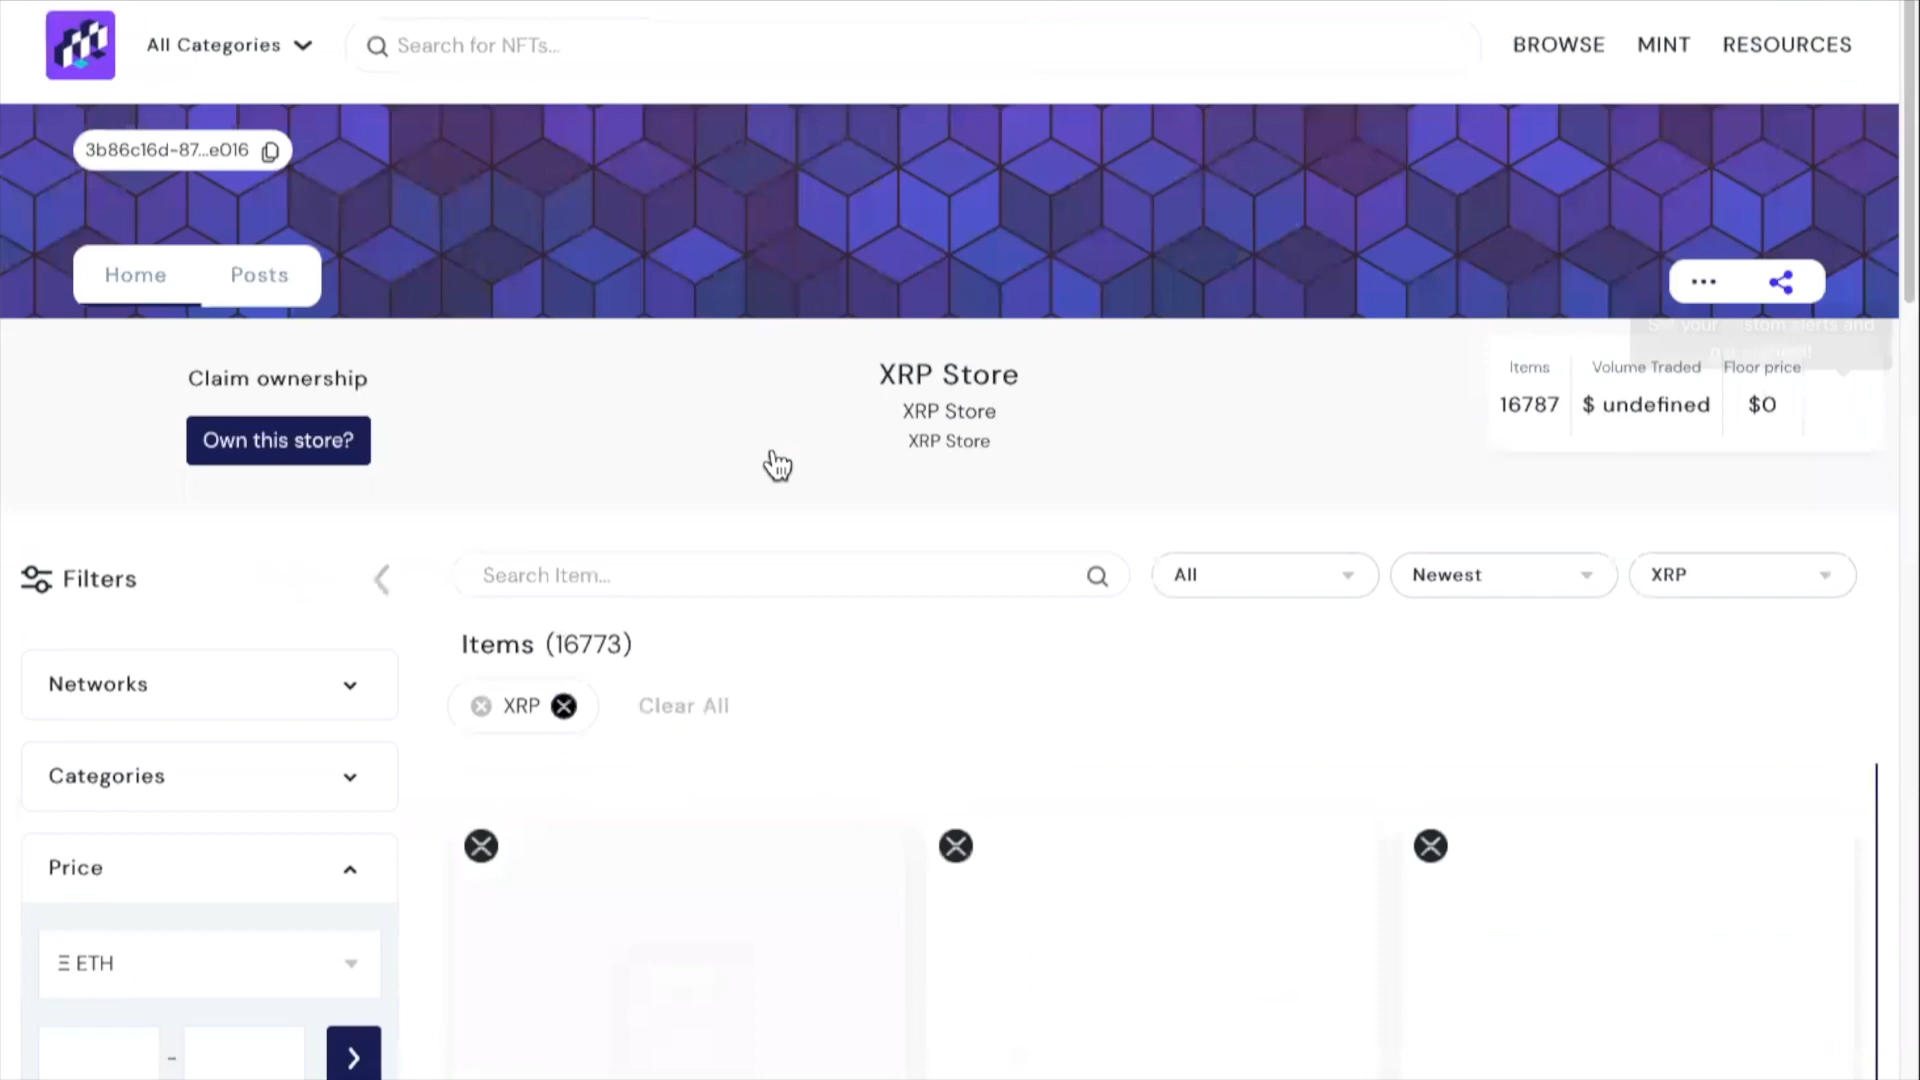 All Categories
Search for NFTs...
BROWSE MINT RESOURCES
3b86c16d-87...e016
Home Posts
Claim ownership
Own this store?
XRP Store
XRP Store
XRP Store
Items Volume Traded Floor price
16787 $ undefined $0
Filters
Search Item...
All
Newest
XRP
Items (16773)
XRP
Clear All
Networks
Categories
Price
Ξ ETH
-